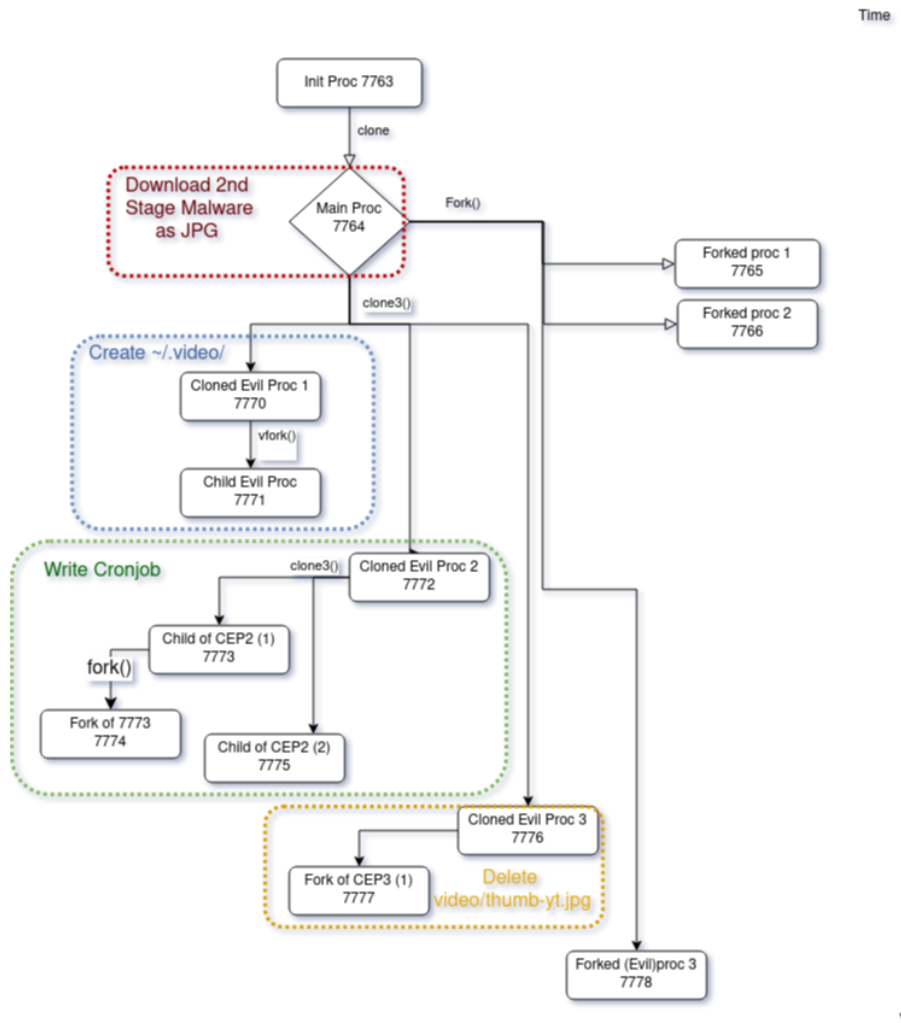 Time
Init Proc 7763
clone
Download 2nd
Stage Malware
as JPG
Main Proc
7764
Fork()
Forked proc 1
7765
Forked proc 2
7766
clone3()
Create ~/.video/
Cloned Evil Proc 1
7770
vfork()
Child Evil Proc
7771
Write Cronjob
clone3()
Cloned Evil Proc 2
7772
Child of CEP2 (1)
7773
fork()
Fork of 7773
7774
Child of CEP2 (2)
7775
Cloned Evil Proc 3
7776
Fork of CEP3 (1)
7777
Delete
video/thumb-yt.jpg
Forked (Evil)proc 3
7778